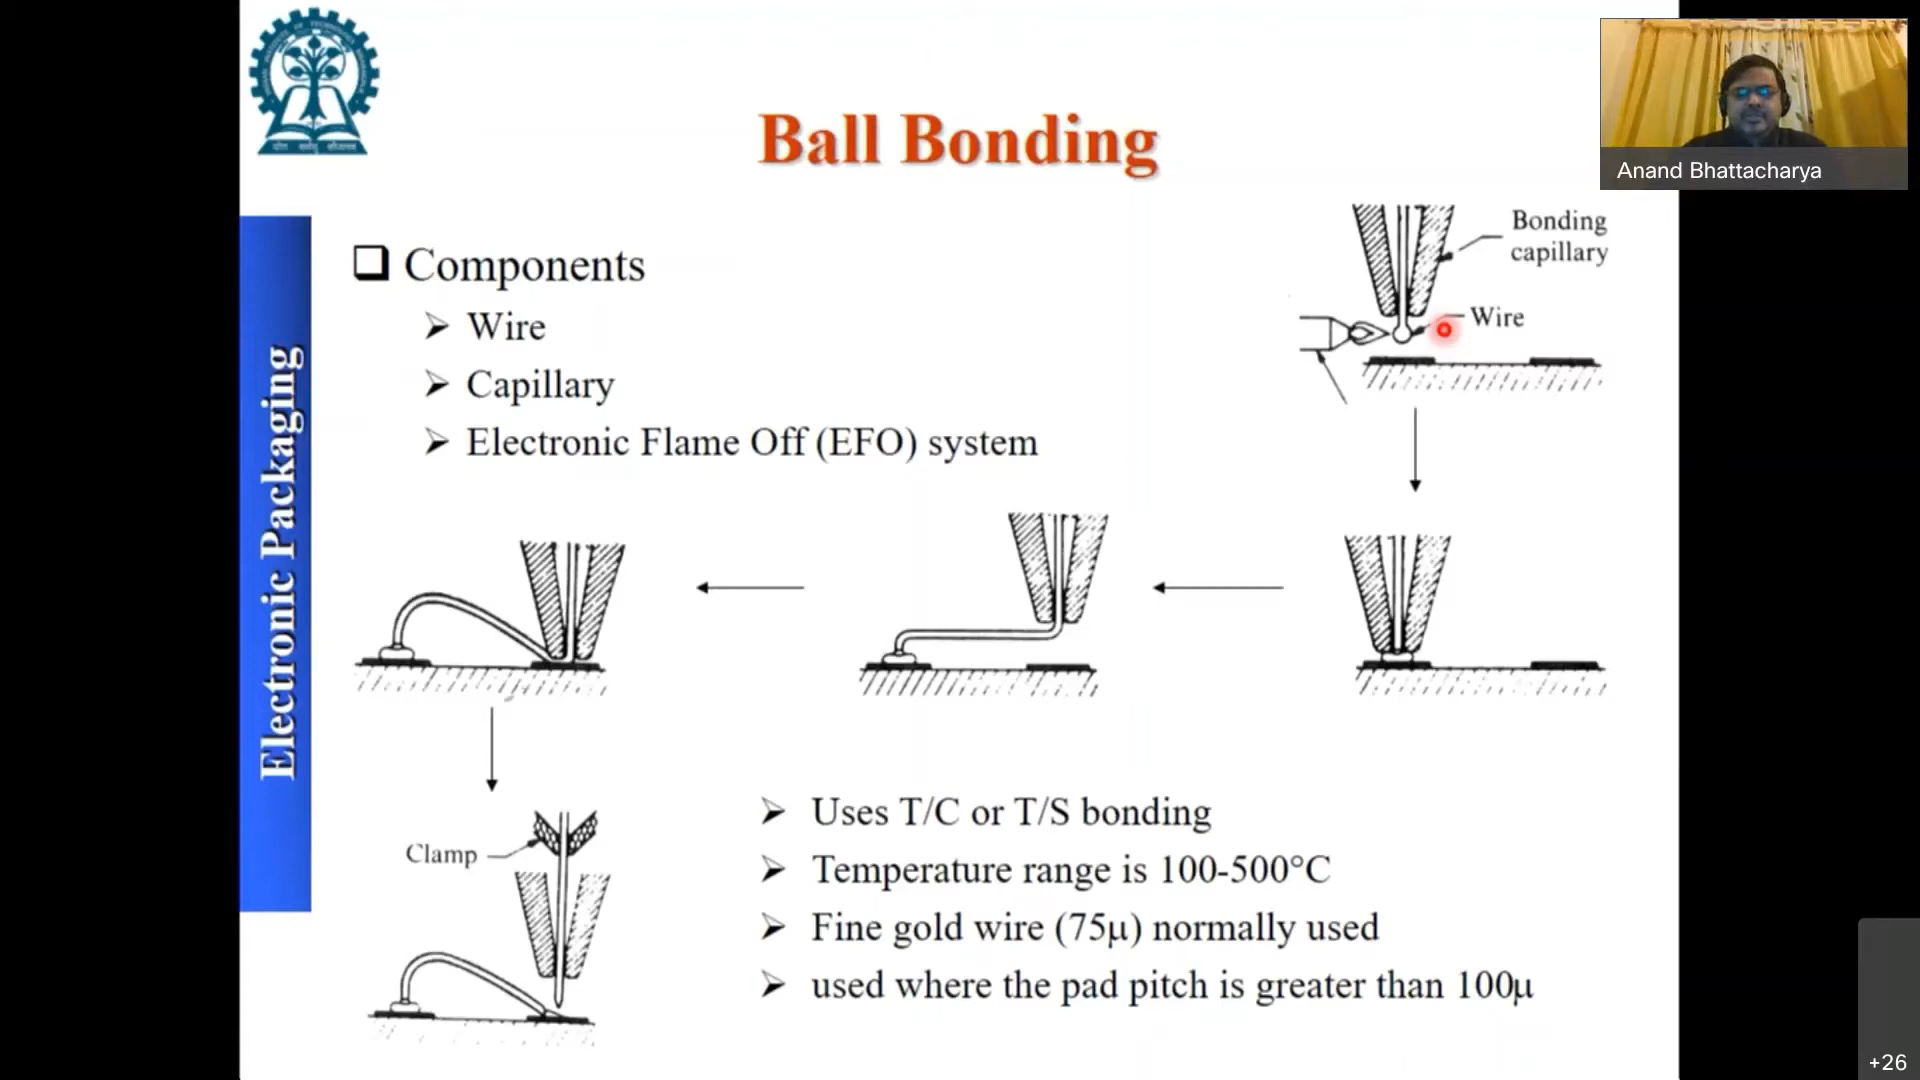 Ball Bonding
Anand Bhattacharya
Electronic Packaging
❑ Components
➢ Wire
➢ Capillary
➢ Electronic Flame Off (EFO) system
Bonding
capillary
Wire
Clamp
➢ Uses T/C or T/S bonding
➢ Temperature range is 100-500°C
➢ Fine gold wire (75μ) normally used
➢ used where the pad pitch is greater than 100μ
+26